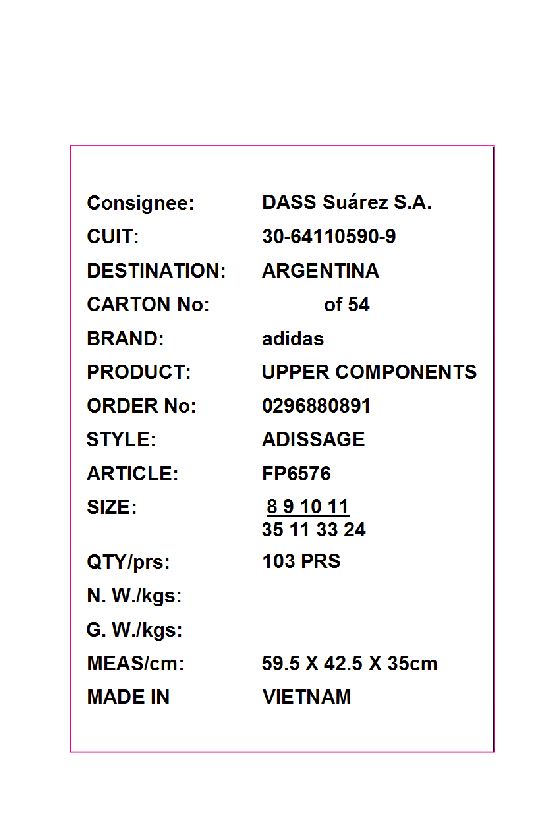 Consignee: DASS Suárez S.A.
CUIT: 30-64110590-9
DESTINATION: ARGENTINA
CARTON No: of 54
BRAND: adidas
PRODUCT: UPPER COMPONENTS
ORDER No: 0296880891
STYLE: ADISSAGE
ARTICLE: FP6576
SIZE: 8 9 10 11
35 11 33 24
QTY/prs: 103 PRS
N. W./kgs:
G. W./kgs:
MEAS/cm: 59.5 X 42.5 X 35cm
MADE IN VIETNAM